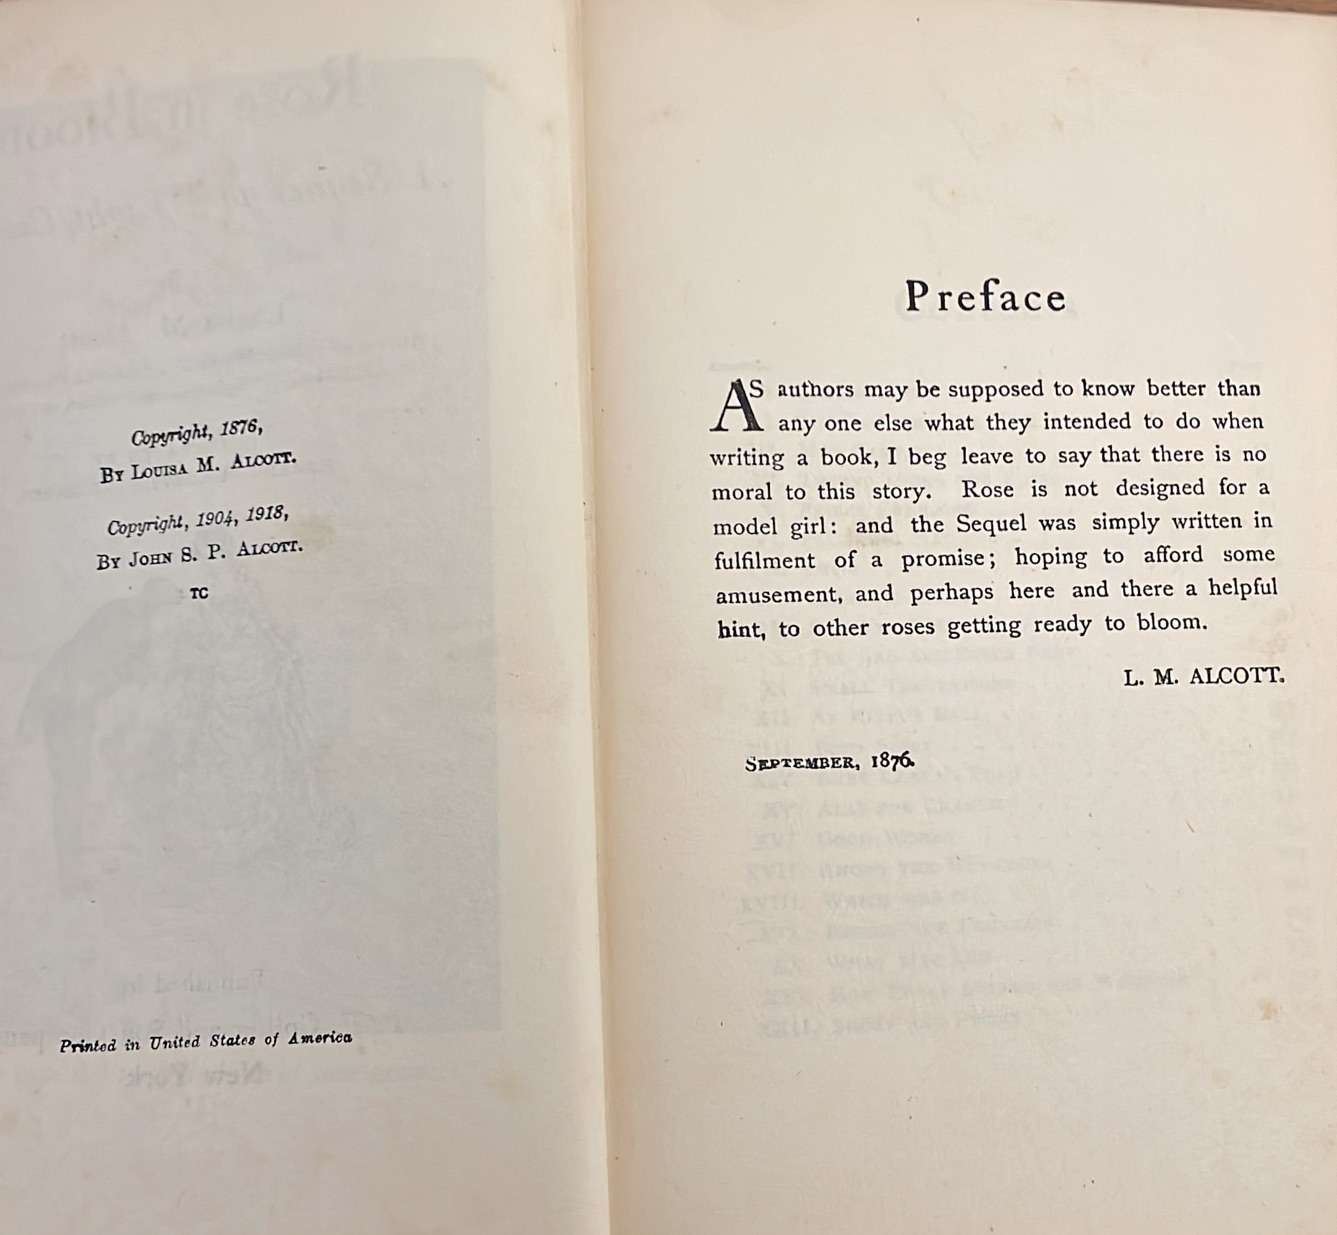 Copyright, 1876,
By Louisa M. Alcott.
Copyright, 1904, 1918,
By John S. P. Alcott.
TC
Printed in United States of America
Preface
As authors may be supposed to know better than
any one else what they intended to do when
writing a book, I beg leave to say that there is no
moral to this story. Rose is not designed for a
model girl: and the Sequel was simply written in
fulfilment of a promise; hoping to afford some
amusement, and perhaps here and there a helpful
hint, to other roses getting ready to bloom.
L. M. ALCOTT.
September, 1876.